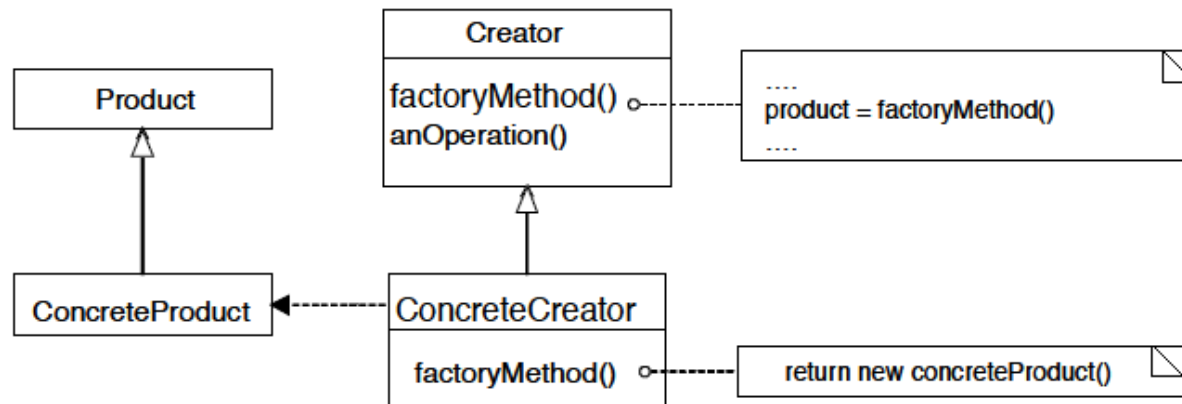 Creator
factoryMethod()
anOperation()
....
product = factoryMethod()
....
Product
ConcreteProduct
ConcreteCreator
factoryMethod()
return new concreteProduct()